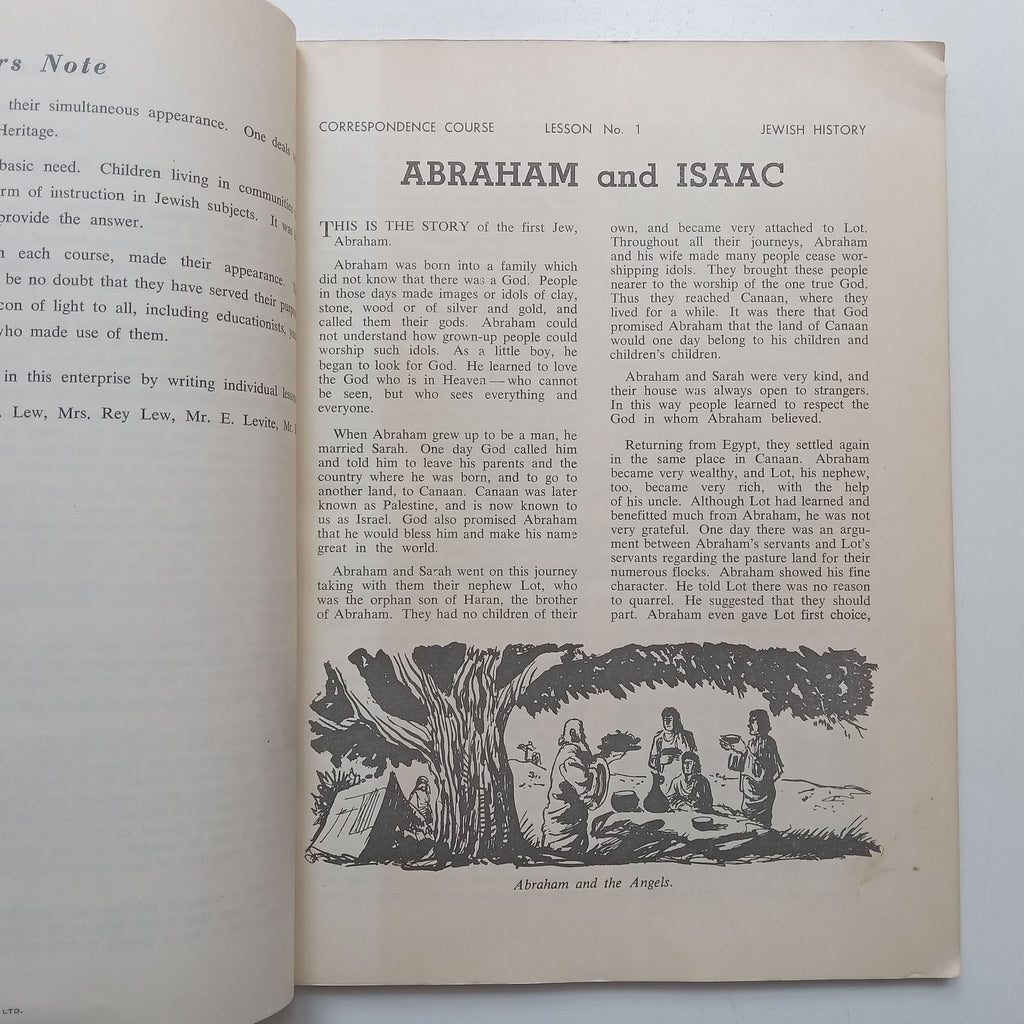 rs Note
their simultaneous appearance. One deals
Heritage.
basic need. Children living in communities
rm of instruction in Jewish subjects. It was
provide the answer.
n each course, made their appearance.
be no doubt that they have served their
con of light to all, including educationists,
who made use of them.
in this enterprise by writing individual
. Lew, Mrs. Rey Lew, Mr. E. Levite, Mr.
LTD.
CORRESPONDENCE COURSE LESSON No. 1 JEWISH HISTORY
ABRAHAM and ISAAC
THIS IS THE STORY of the first Jew,
Abraham.
Abraham was born into a family which
did not know that there was a God. People
in those days made images or idols of clay,
stone, wood or of silver and gold, and
called them their gods. Abraham could
not understand how grown-up people could
worship such idols. As a little boy, he
began to look for God. He learned to love
the God who is in Heaven — who cannot
be seen, but who sees everything and
everyone.
When Abraham grew up to be a man, he
married Sarah. One day God called him
and told him to leave his parents and the
country where he was born, and to go to
another land, to Canaan. Canaan was later
known as Palestine, and is now known to
us as Israel. God also promised Abraham
that he would bless him and make his name
great in the world.
Abraham and Sarah went on this journey
taking with them their nephew Lot, who
was the orphan son of Haran, the brother
of Abraham. They had no children of their
own, and became very attached to Lot.
Throughout all their journeys, Abraham
and his wife made many people cease wor-
shipping idols. They brought these people
nearer to the worship of the one true God.
Thus they reached Canaan, where they
lived for a while. It was there that God
promised Abraham that the land of Canaan
would one day belong to his children and
children's children.
Abraham and Sarah were very kind, and
their house was always open to strangers.
In this way people learned to respect the
God in whom Abraham believed.
Returning from Egypt, they settled again
in the same place in Canaan. Abraham
became very wealthy, and Lot, his nephew,
too, became very rich, with the help
of his uncle. Although Lot had learned and
benefitted much from Abraham, he was not
very grateful. One day there was an argu-
ment between Abraham's servants and Lot's
servants regarding the pasture land for their
numerous flocks. Abraham showed his fine
character. He told Lot there was no reason
to quarrel. He suggested that they should
part. Abraham even gave Lot first choice,
Abraham and the Angels.